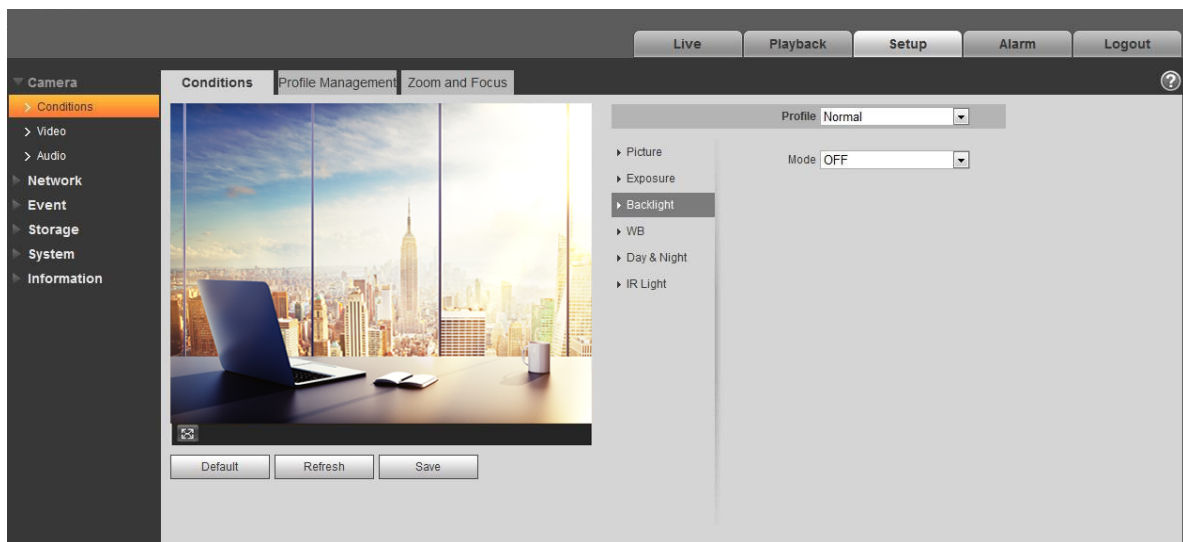 Live Playback Setup Alarm Logout
Camera
Conditions
Video
Audio
Network
Event
Storage
System
Information
Conditions Profile Management Zoom and Focus ?
Profile Normal
Picture
Exposure
Backlight
WB
Day & Night
IR Light
Mode OFF
Default Refresh Save